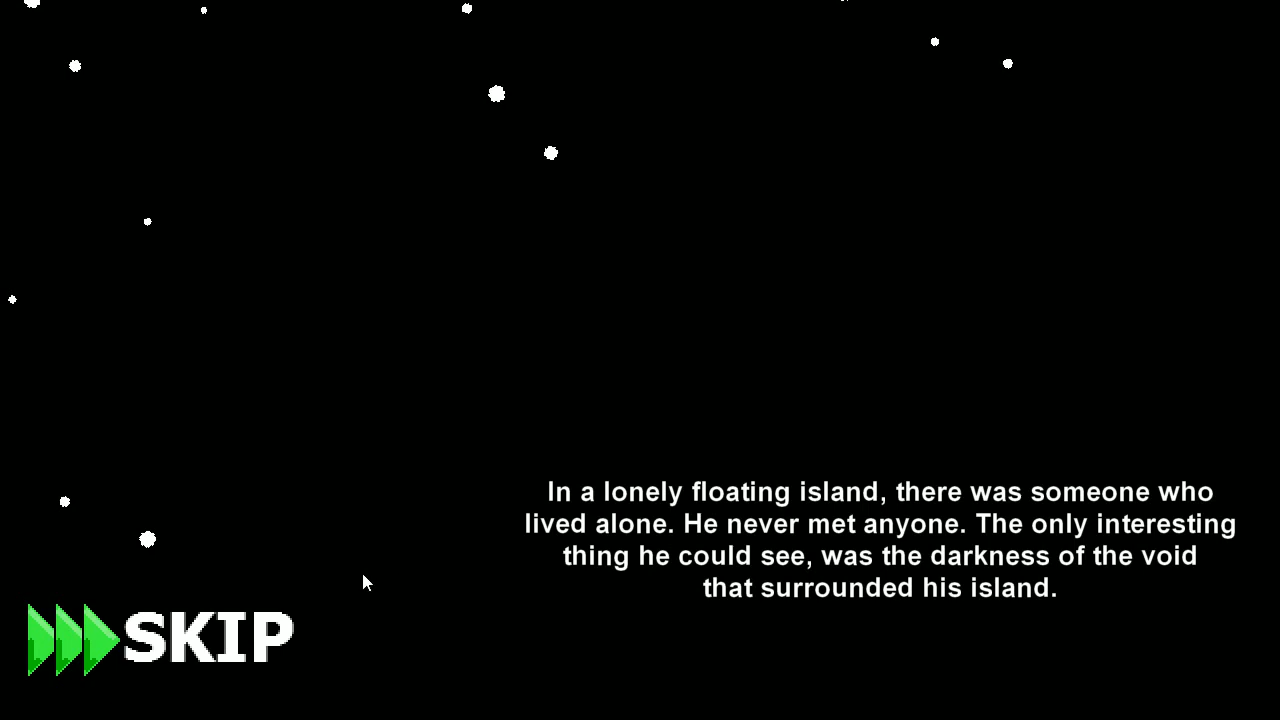 In a lonely floating island, there was someone who
lived alone. He never met anyone. The only interesting
thing he could see, was the darkness of the void
that surrounded his island.
SKIP